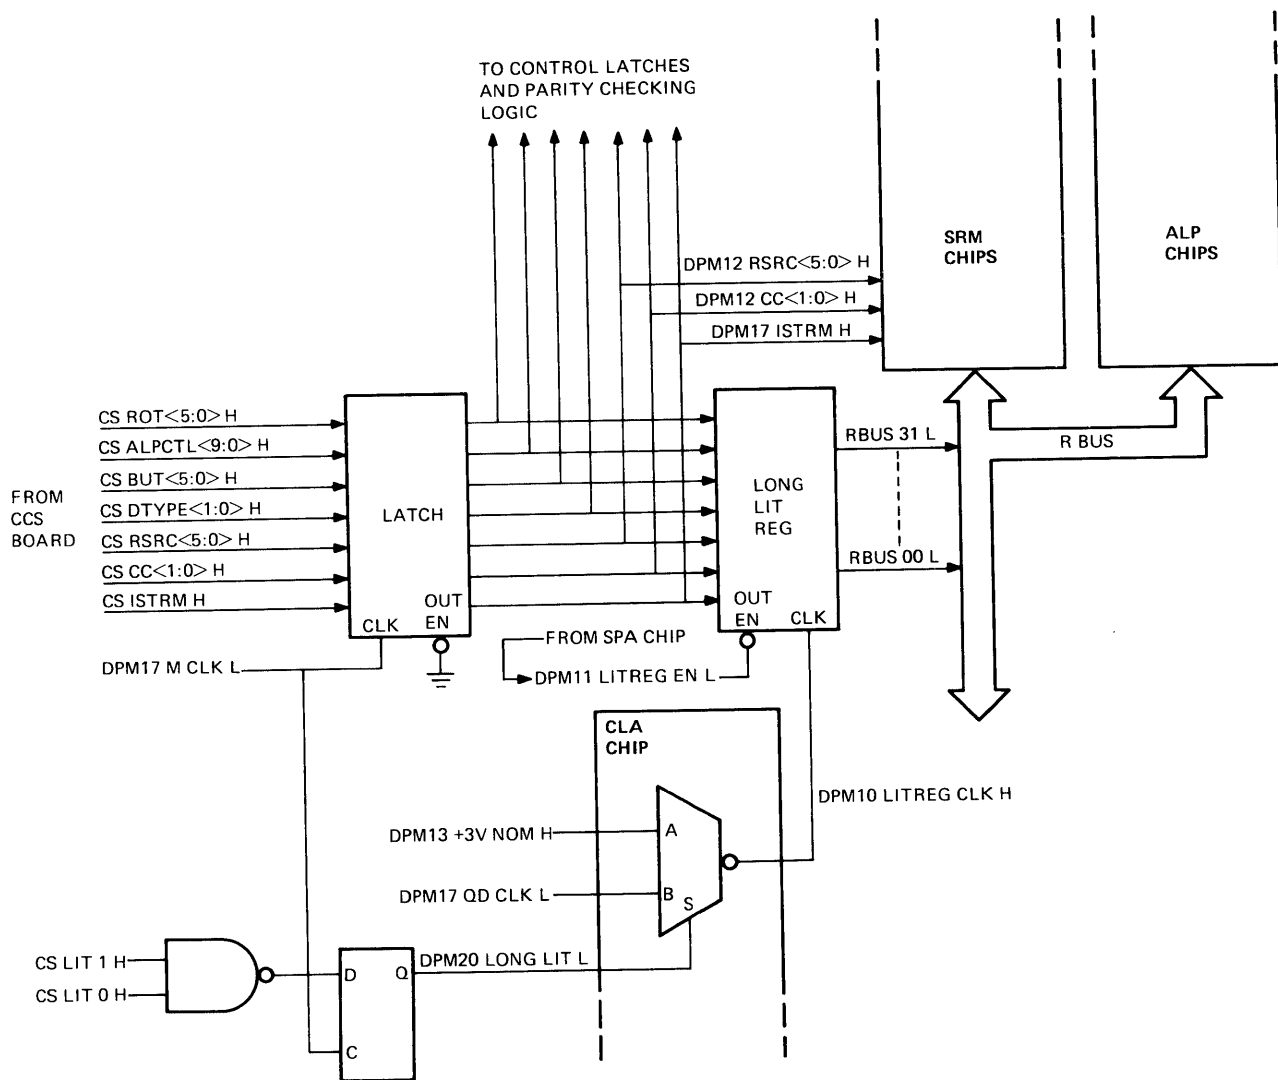 TO CONTROL LATCHES
AND PARITY CHECKING
LOGIC
SRM
CHIPS
ALP
CHIPS
DPM12 RSRC<5:0> H
DPM12 CC<1:0> H
DPM17 ISTRM H
FROM
CCS
BOARD
CS ROT<5:0> H
CS ALPCTL<9:0> H
CS BUT<5:0> H
CS DTYPE<1:0> H
CS RSRC<5:0> H
CS CC<1:0> H
CS ISTRM H
LATCH
CLK
OUT
EN
LONG
LIT
REG
OUT
EN
CLK
RBUS 31 L
RBUS 00 L
R BUS
DPM17 M CLK L
FROM SPA CHIP
DPM11 LITREG EN L
CLA
CHIP
DPM10 LITREG CLK H
DPM13 +3V NOM H
A
DPM17 QD CLK L
B
S
CS LIT 1 H
CS LIT 0 H
D
Q
C
DPM20 LONG LIT L